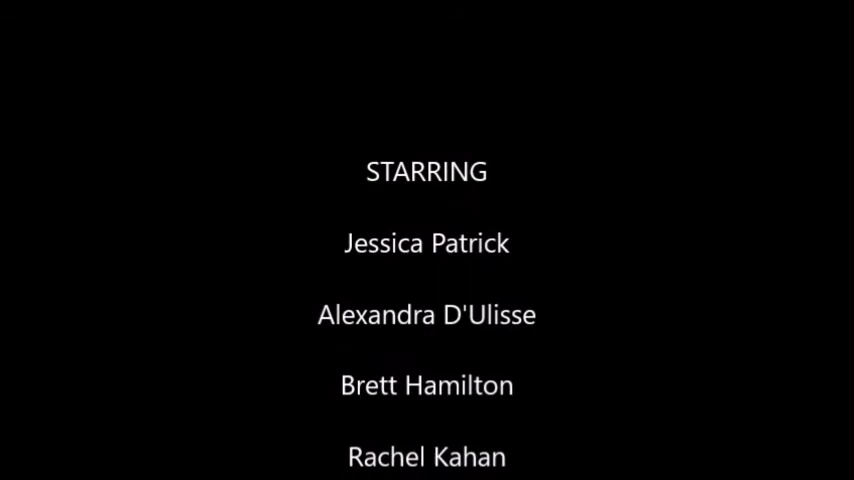 STARRING
Jessica Patrick
Alexandra D'Ulisse
Brett Hamilton
Rachel Kahan